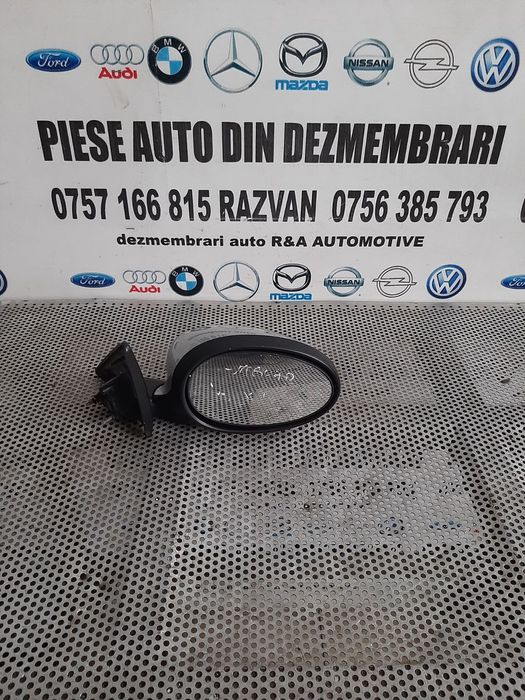 Ford Audi BMW mazda NISSAN
PIESE AUTO DIN DEZMEMBRARI
0757 166 815 RAZVAN 0756 385 793
dezmembrari auto R&A AUTOMOTIVE
Ford Audi BMW mazda NISSAN